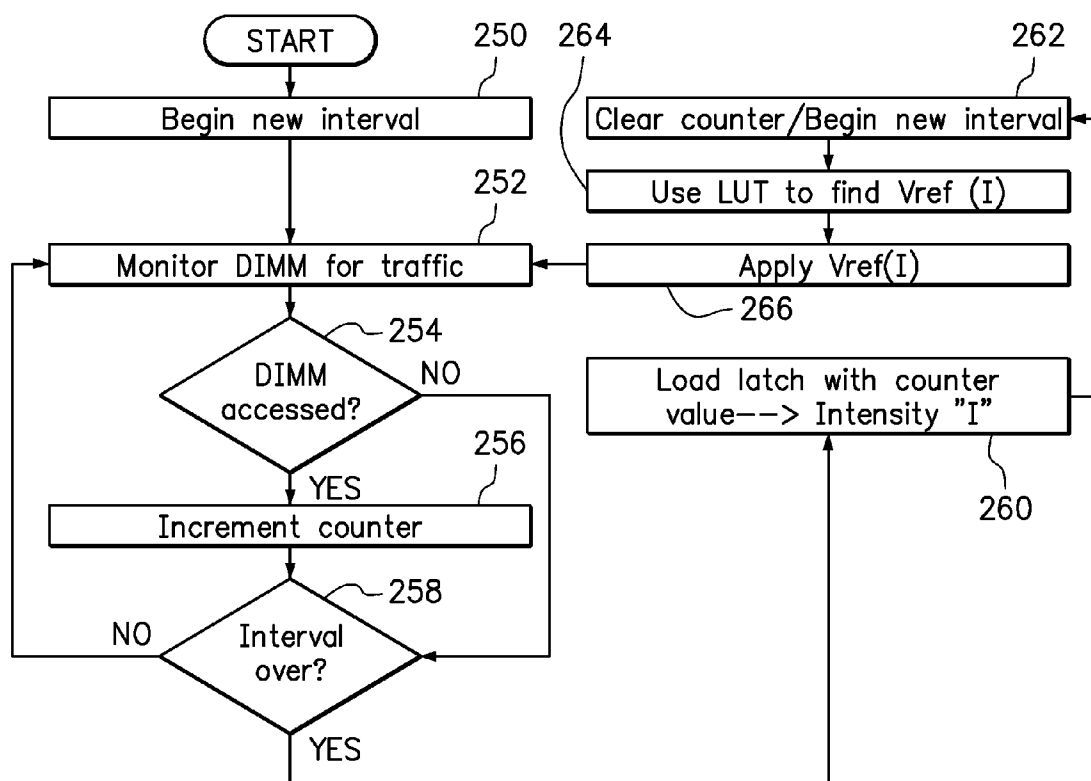 START
250
Begin new interval
252
Monitor DIMM for traffic
254
DIMM
accessed?
NO
YES
256
Increment counter
258
Interval
over?
NO
YES
262
Clear counter/Begin new interval
264
Use LUT to find Vref (I)
Apply Vref(I)
266
Load latch with counter
value--> Intensity "I"
260